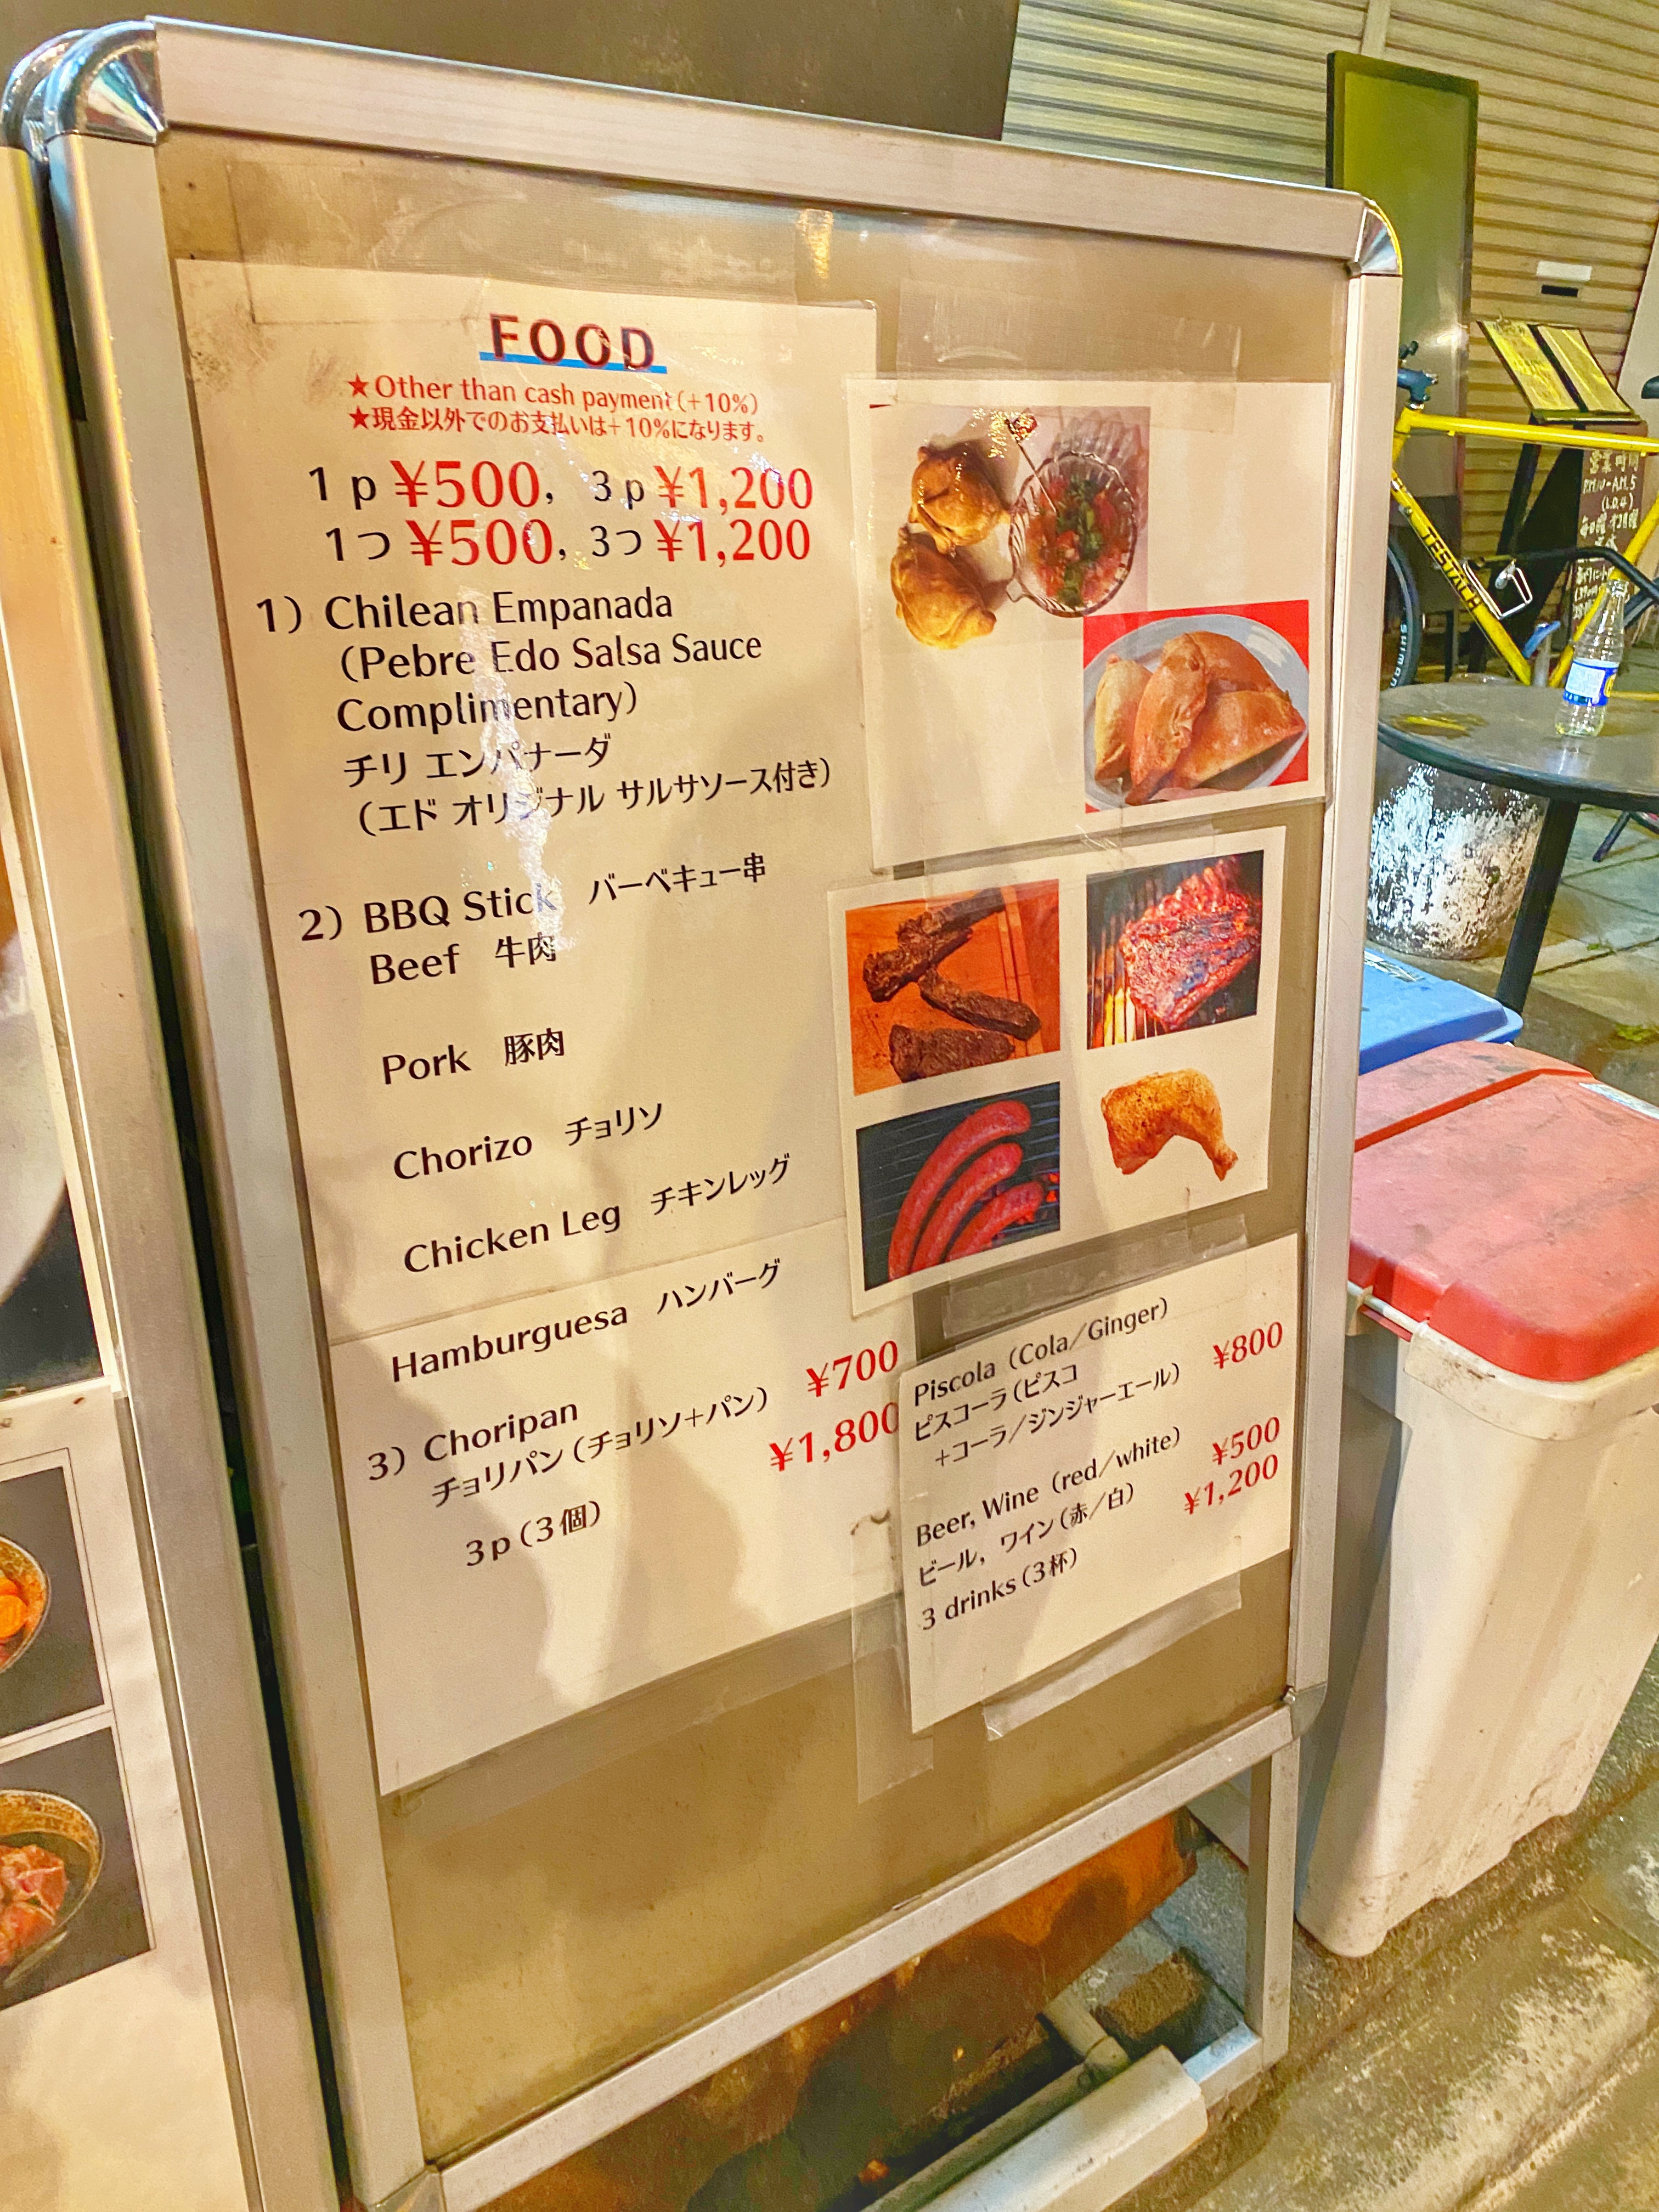 FOOD
★Other than cash payment(+10%)
★現金以外でのお支払いは+10%になります。
1 p ¥500, 3 p ¥1,200
1つ ¥500, 3つ ¥1,200
1) Chilean Empanada
(Pebre Edo Salsa Sauce
Complimentary)
チリ エンパナーダ
(エド オリジナル サルサソース付き)
2) BBQ Stick バーベキュー串
Beef 牛肉
Pork 豚肉
Chorizo チョリソ
Chicken Leg チキンレッグ
Hamburguesa ハンバーグ
3) Choripan ¥700
チョリパン(チョリソ+パン)
3p(3個) ¥1,800
Piscola (Cola/Ginger) ¥800
ピスコーラ(ピスコ
+コーラ/ジンジャーエール)
Beer, Wine (red/white) ¥500
ビール, ワイン(赤/白)
3 drinks(3杯) ¥1,200
営業時間
TESTACH
SHIMANO